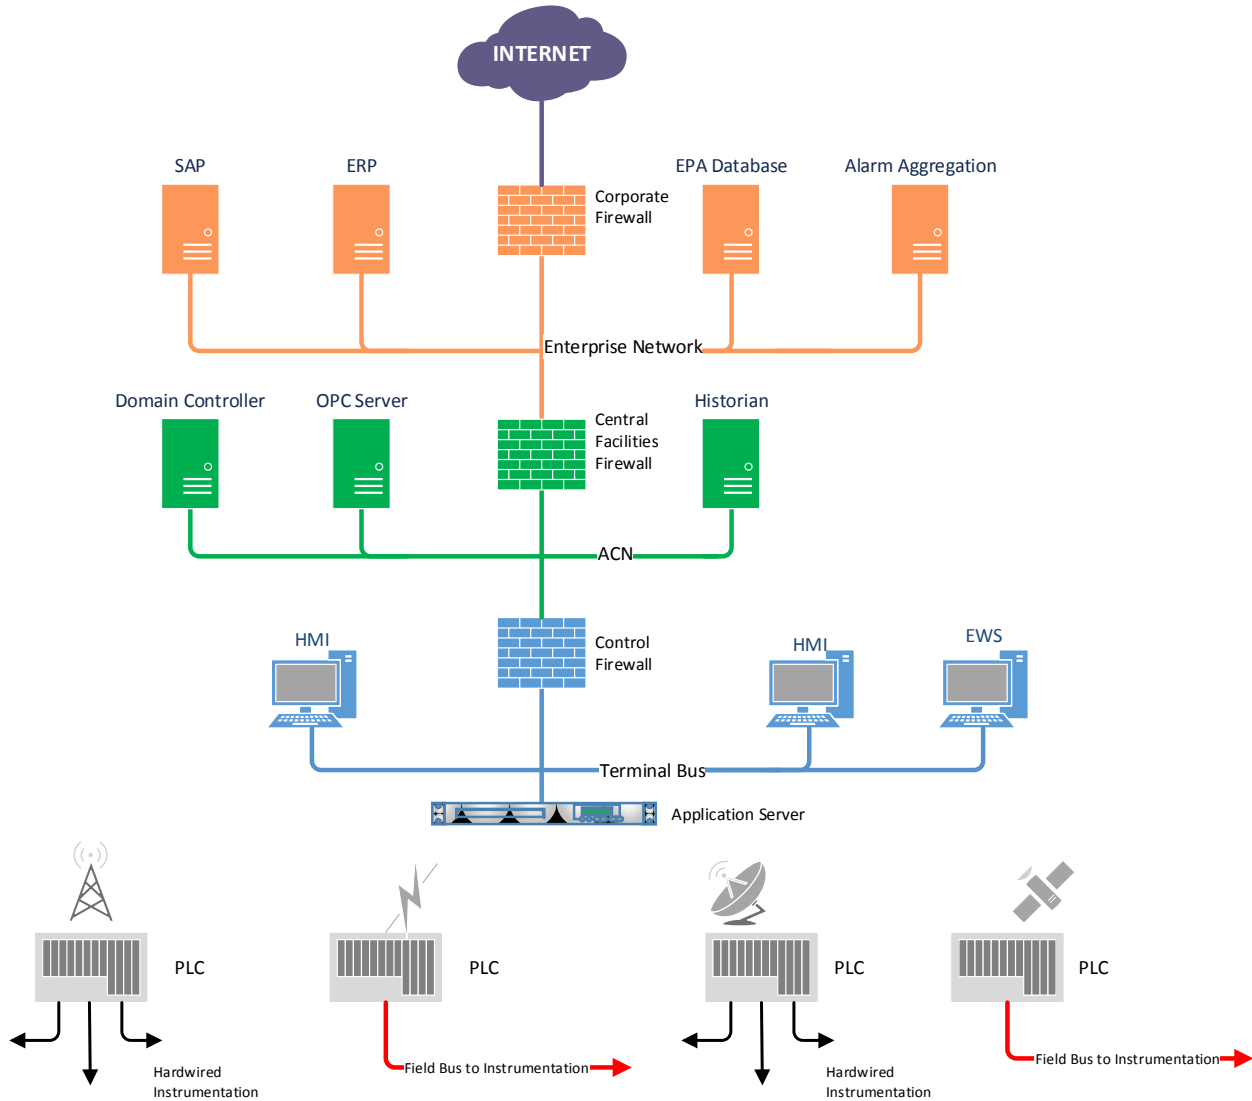 INTERNET
SAP
ERP
Corporate
Firewall
EPA Database
Alarm Aggregation
Enterprise Network
Domain Controller
OPC Server
Central
Facilities
Firewall
Historian
ACN
HMI
Control
Firewall
HMI
EWS
Terminal Bus
Application Server
PLC
PLC
PLC
PLC
Hardwired
Instrumentation
Field Bus to Instrumentation
Hardwired
Instrumentation
Field Bus to Instrumentation